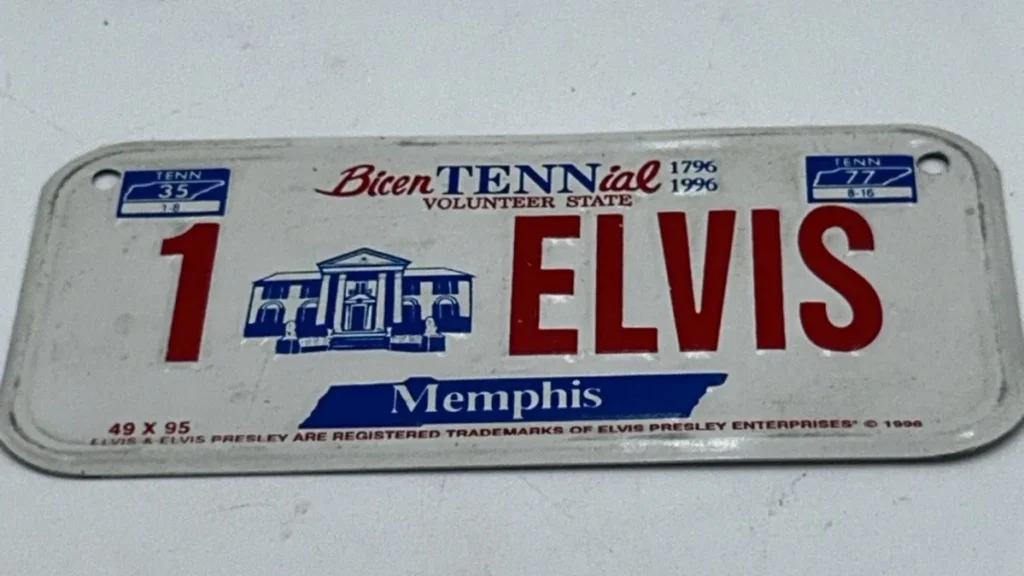 TENN
35
1-8
BicenTENNial 1796
1996
VOLUNTEER STATE
TENN
77
8-16
1 ELVIS
Memphis
49 X 95
ELVIS & ELVIS PRESLEY ARE REGISTERED TRADEMARKS OF ELVIS PRESLEY ENTERPRISES © 1996